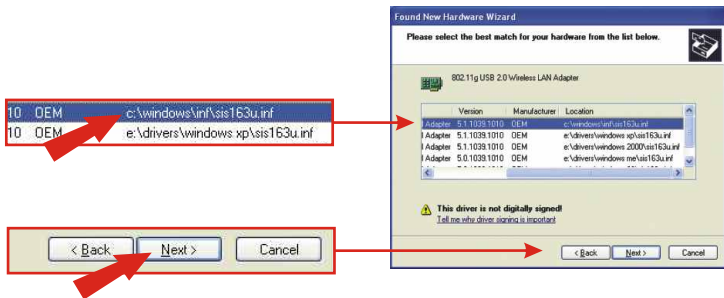 10 OEM c:\windows\inf\sis163u.inf
10 OEM e:\drivers\windows xp\sis163u.inf
< Back Next > Cancel
Found New Hardware Wizard
Please select the best match for your hardware from the list below.
802.11g USB 2.0 Wireless LAN Adapter
Version Manufacturer Location
l Adapter 5.1.1039.1010 OEM c:\windows\inf\sis163u.inf
l Adapter 5.1.1039.1010 OEM e:\drivers\windows xp\sis163u.inf
l Adapter 5.1.1039.1010 OEM e:\drivers\windows 2000\sis163u.inf
l Adapter 5.0.1039.1010 OEM e:\drivers\windows me\sis163u.inf
This driver is not digitally signed!
Tell me why driver signing is important
< Back Next > Cancel